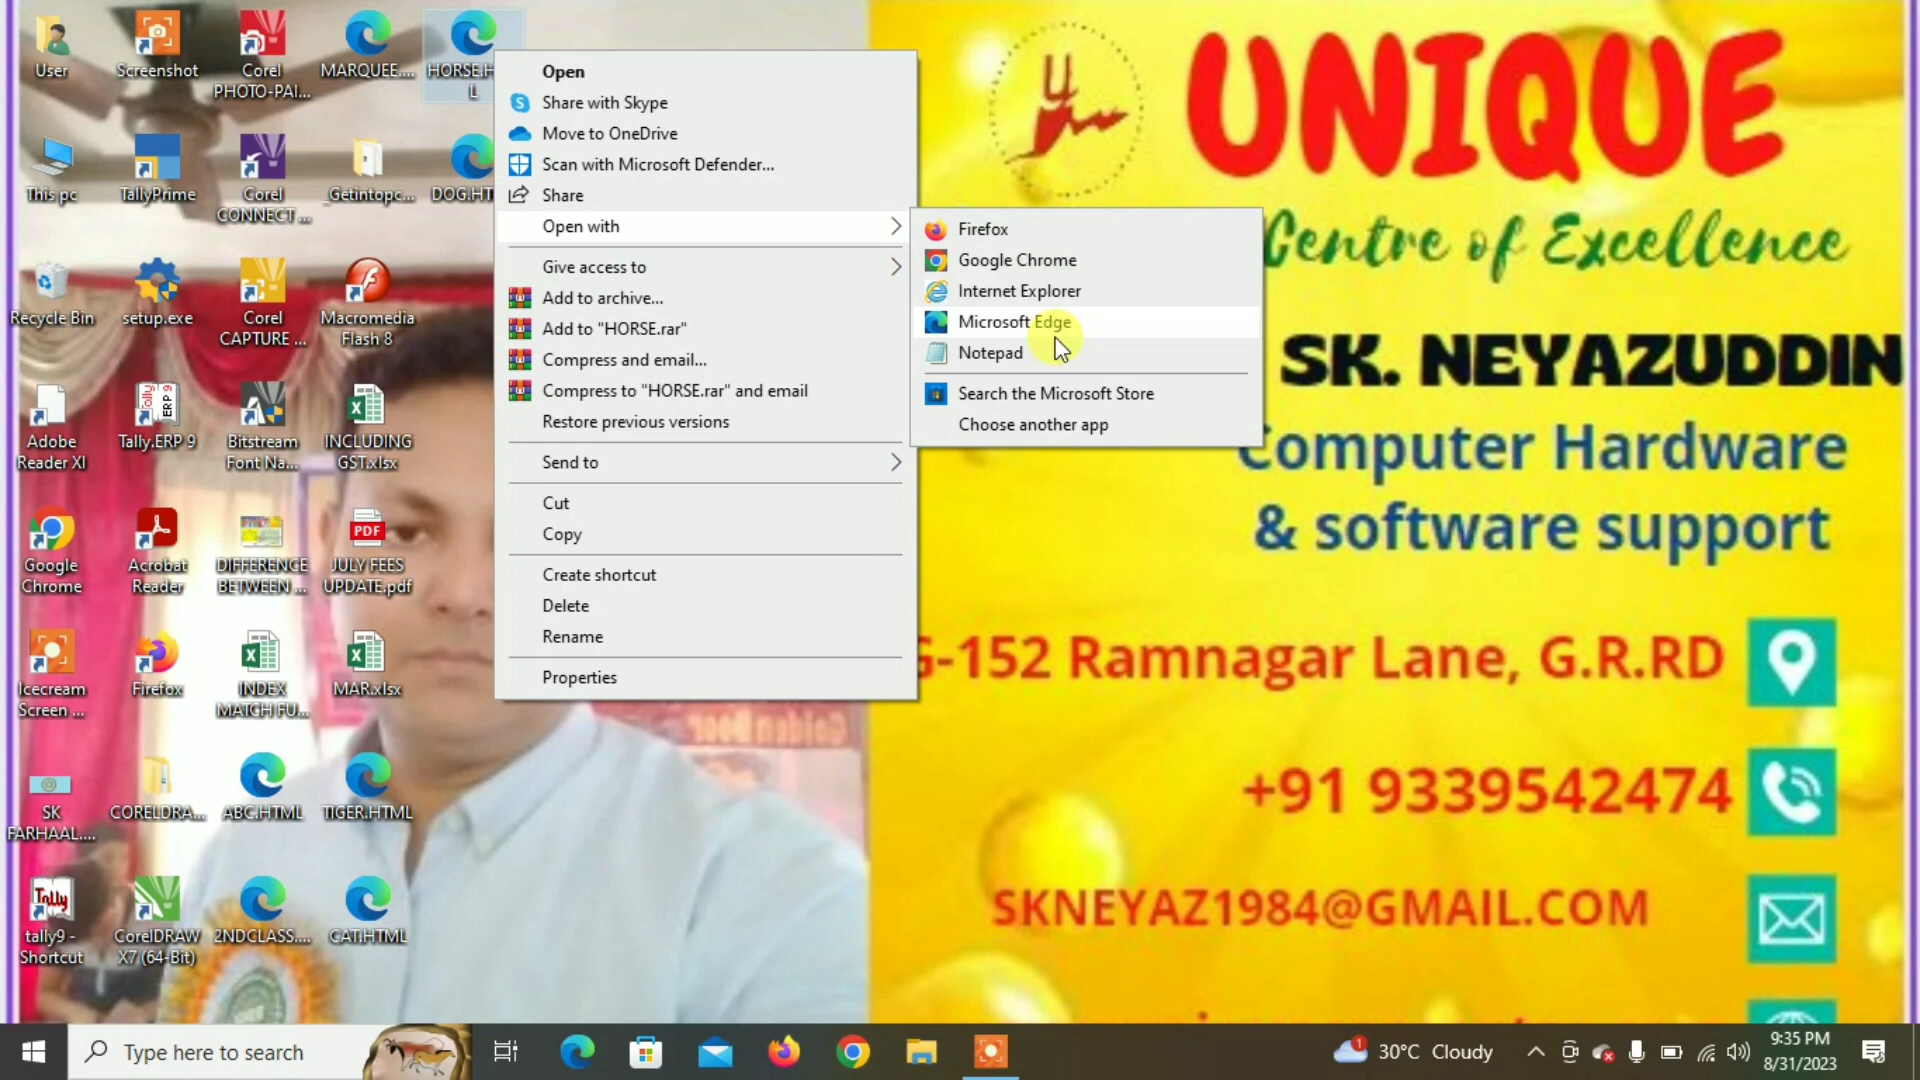 User
Screenshot
Corel
PHOTO-PAI...
MARQUEE....
HORSE.H
L
This pc
TallyPrime
Corel
CONNECT ...
_Getintopc...
DOG.HT
Recycle Bin
setup.exe
Corel
CAPTURE ...
Macromedia
Flash 8
Adobe
Reader XI
Tally.ERP 9
Bitstream
Font Na...
INCLUDING
GST.xlsx
Google
Chrome
Acrobat
Reader
DIFFERENCE
BETWEEN ...
PDF
JULY FEES
UPDATE.pdf
Icecream
Screen ...
Firefox
INDEX
MATCH FU...
MAR.xlsx
SK
FARHAAL....
CORELDRA...
ABC.HTML
TIGER.HTML
Tally
tally9 -
Shortcut
CorelDRAW
X7 (64-Bit)
2NDCLASS....
CAT.HTML
Open
Share with Skype
Move to OneDrive
Scan with Microsoft Defender...
Share
Open with
Give access to
Add to archive...
Add to "HORSE.rar"
Compress and email...
Compress to "HORSE.rar" and email
Restore previous versions
Send to
Cut
Copy
Create shortcut
Delete
Rename
Properties
Firefox
Google Chrome
Internet Explorer
Microsoft Edge
Notepad
Search the Microsoft Store
Choose another app
UNIQUE
Centre of Excellence
SK. NEYAZUDDIN
Computer Hardware
& software support
G-152 Ramnagar Lane, G.R.RD
+91 9339542474
SKNEYAZ1984@GMAIL.COM
Type here to search
1
30°C Cloudy
9:35 PM
8/31/2023